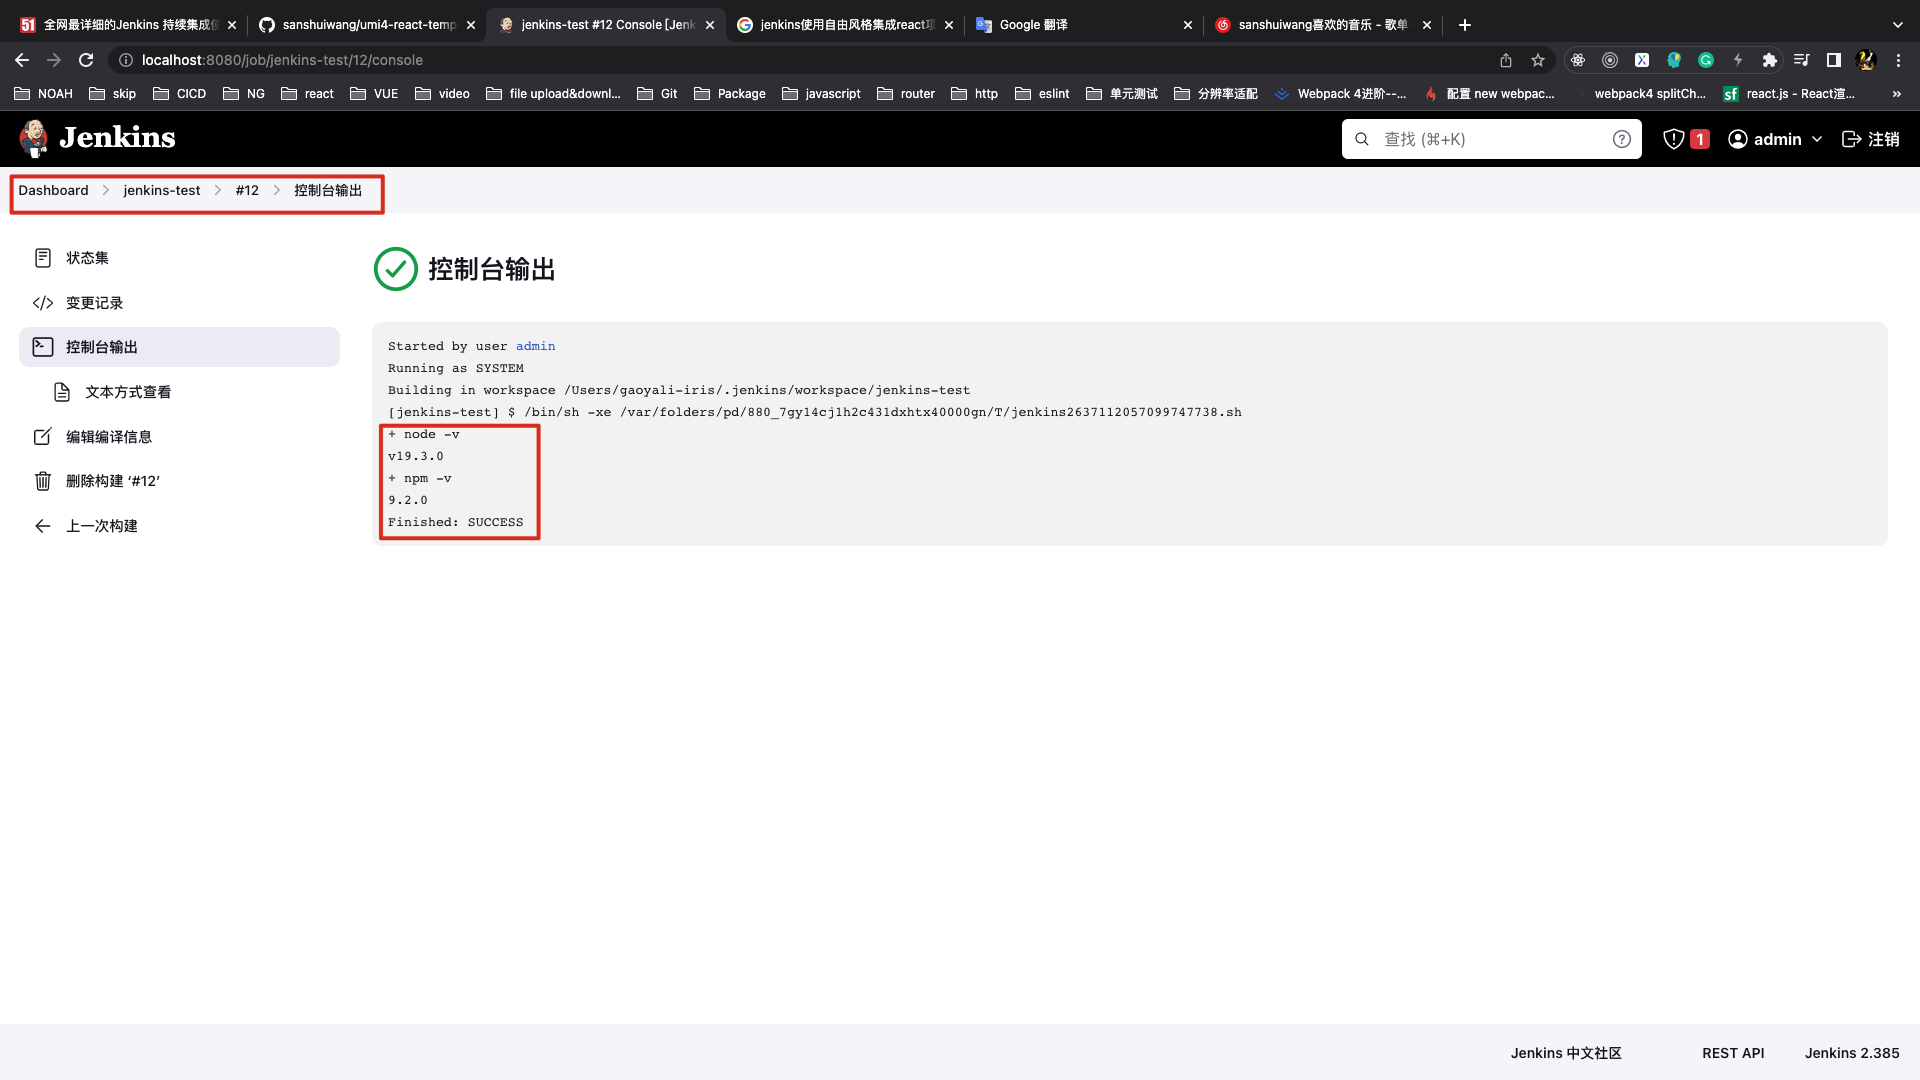 51 全网最详细的Jenkins 持续集成
sanshuiwang/umi4-react-temp
jenkins-test #12 Console [Jenk
jenkins使用自由风格集成react
Google 翻译
sanshuiwang喜欢的音乐 - 歌单
localhost:8080/job/jenkins-test/12/console
NOAH skip CICD NG react VUE video file upload&downl... Git Package javascript router http eslint 单元测试 分辨率适配 Webpack 4进阶--... 配置 new webpac... webpack4 splitCh... sf react.js - React渲... »
Jenkins
查找 (⌘+K)
1
admin
注销
Dashboard > jenkins-test > #12 > 控制台输出
状态集
变更记录
控制台输出
文本方式查看
编辑编译信息
删除构建 ‘#12’
上一次构建
控制台输出
Started by user admin
Running as SYSTEM
Building in workspace /Users/gaoyali-iris/.jenkins/workspace/jenkins-test
[jenkins-test] $ /bin/sh -xe /var/folders/pd/880_7gy14cj1h2c431dxhtx40000gn/T/jenkins2637112057099747738.sh
+ node -v
v19.3.0
+ npm -v
9.2.0
Finished: SUCCESS
Jenkins 中文社区
REST API
Jenkins 2.385